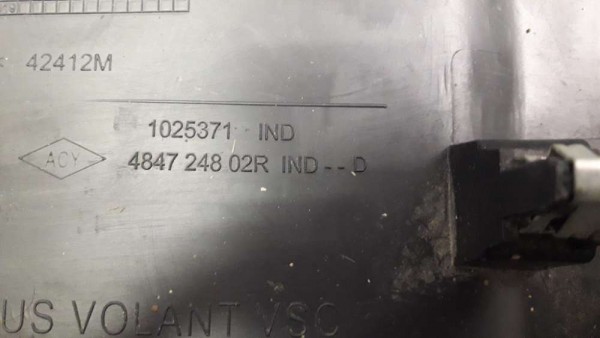 42412M
1025371 IND
ACY
4847 248 02R IND - - D
US VOLANT VSC